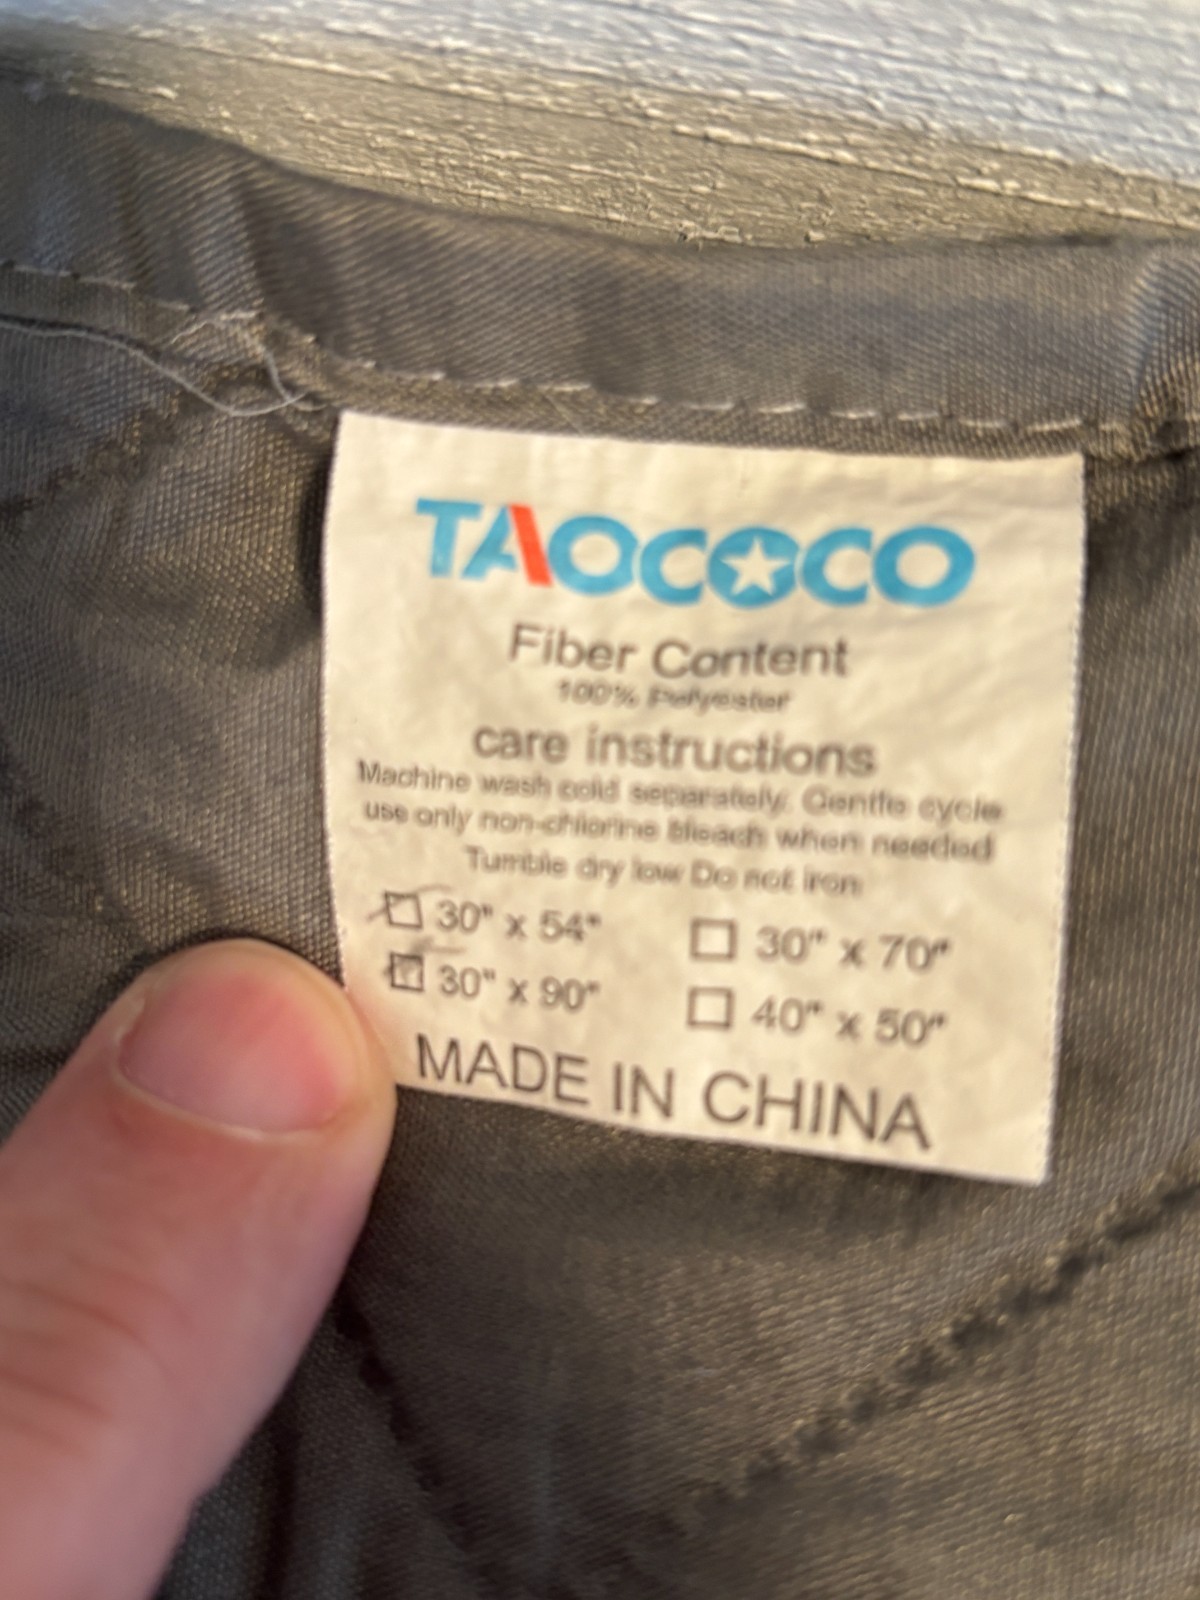 TAOCOCO
Fiber Content
100% Polyester
care instructions
Machine wash cold separately. Gentle cycle
use only non-chlorine bleach when needed
Tumble dry low Do not iron
☐ 30" x 54" ☐ 30" x 70"
☑ 30" x 90" ☐ 40" x 50"
MADE IN CHINA